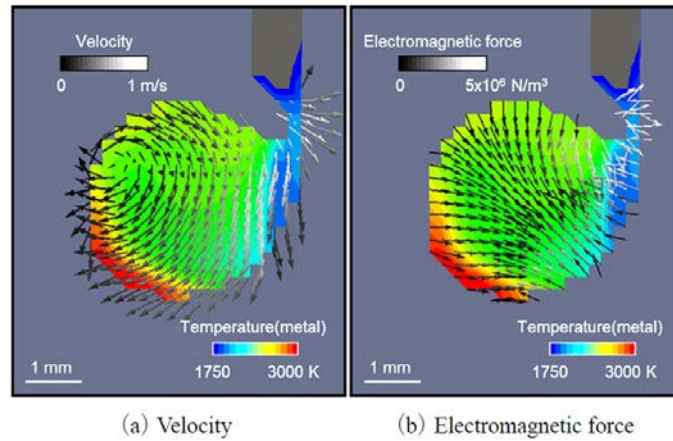 Velocity
0 1 m/s
Temperature(metal)
1750 3000 K
1 mm
Electromagnetic force
0 5x10⁶ N/m³
Temperature(metal)
1750 3000 K
1 mm
(a) Velocity
(b) Electromagnetic force